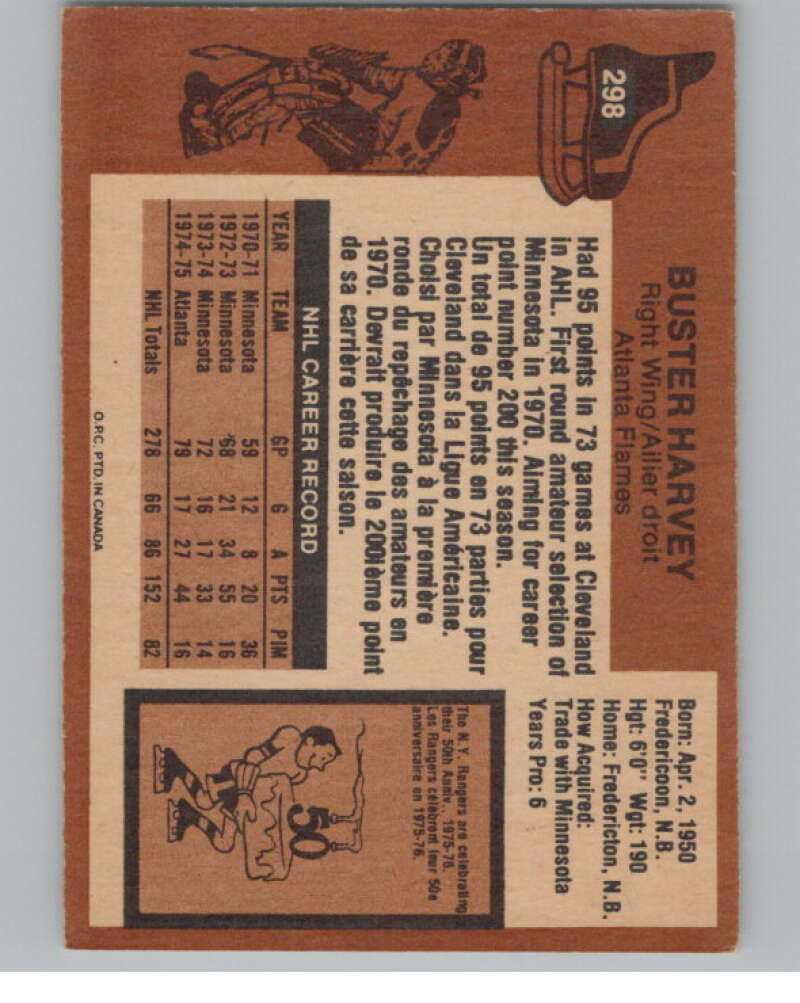 298
BUSTER HARVEY
Right Wing/Ailier droit
Atlanta Flames
Born: Apr. 2, 1950
Fredericoon, N.B.
Hgt: 6'0" Wgt: 190
Home: Fredericton, N.B.
How Acquired:
Trade with Minnesota
Years Pro: 6
Had 95 points in 73 games at Cleveland
in AHL. First round amateur selection of
Minnesota in 1970. Aiming for career
point number 200 this season.
Un total de 95 points en 73 parties pour
Cleveland dans la Ligue Américaine.
Choisi par Minnesota à la première
ronde du repêchage des amateurs en
1970. Devrait produire le 200ième point
de sa carrière cette saison.
NHL CAREER RECORD
YEAR TEAM GP G A PTS PIM
1970-71 Minnesota 59 12 8 20 36
1972-73 Minnesota 68 21 34 55 16
1973-74 Minnesota 72 16 17 33 14
1974-75 Atlanta 79 17 27 44 16
NHL Totals 278 66 86 152 82
The N.Y. Rangers are celebrating
their 50th Anniv., 1975-76.
Les Rangers célèbrent leur 50e
anniversaire en 1975-76.
50
O.P.C. PTD. IN CANADA